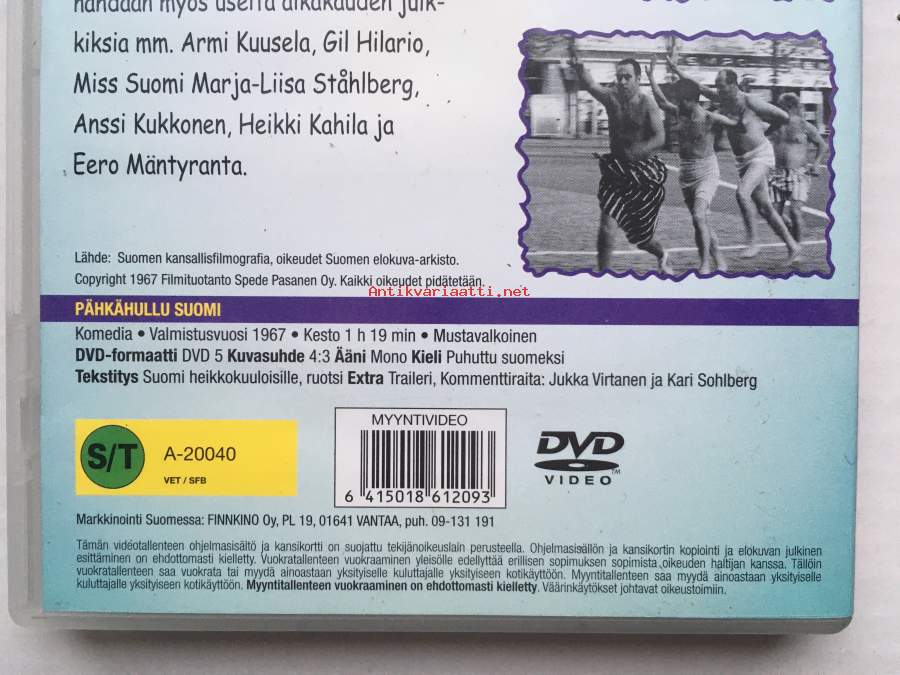 nähdään myös useita aikakauden julk-
kiksia mm. Armi Kuusela, Gil Hilario,
Miss Suomi Marja-Liisa Ståhlberg,
Anssi Kukkonen, Heikki Kahila ja
Eero Mäntyranta.
Lähde: Suomen kansallisfilmografia, oikeudet Suomen elokuva-arkisto.
Copyright 1967 Filmituotanto Spede Pasanen Oy. Kaikki oikeudet pidätetään.
Antikvariaatti.net
PÄHKÄHULLU SUOMI
Komedia • Valmistusvuosi 1967 • Kesto 1 h 19 min • Mustavalkoinen
DVD-formaatti DVD 5 Kuvasuhde 4:3 Ääni Mono Kieli Puhuttu suomeksi
Tekstitys Suomi heikkokuuloisille, ruotsi Extra Traileri, Kommenttiraita: Jukka Virtanen ja Kari Sohlberg
S/T A-20040
VET / SFB
MYYNTIVIDEO
6 415018 612093
DVD
VIDEO™
Markkinointi Suomessa: FINNKINO Oy, PL 19, 01641 VANTAA, puh. 09-131 191
Tämän videotallenteen ohjelmasisältö ja kansikortti on suojattu tekijänoikeuslain perusteella. Ohjelmasisällön ja kansikortin kopiointi ja elokuvan julkinen
esittäminen on ehdottomasti kielletty. Vuokratallenteen vuokraaminen yleisölle edellyttää erillisen sopimuksen sopimista oikeuden haltijan kanssa. Tällöin
vuokratallenteen saa vuokrata tai myydä ainoastaan yksityiselle kuluttajalle yksityiseen kotikäyttöön. Myyntitallenteen saa myydä ainoastaan yksityiselle
kuluttajalle yksityiseen kotikäyttöön. Myyntitallenteen vuokraaminen on ehdottomasti kielletty. Väärinkäytökset johtavat oikeustoimiin.